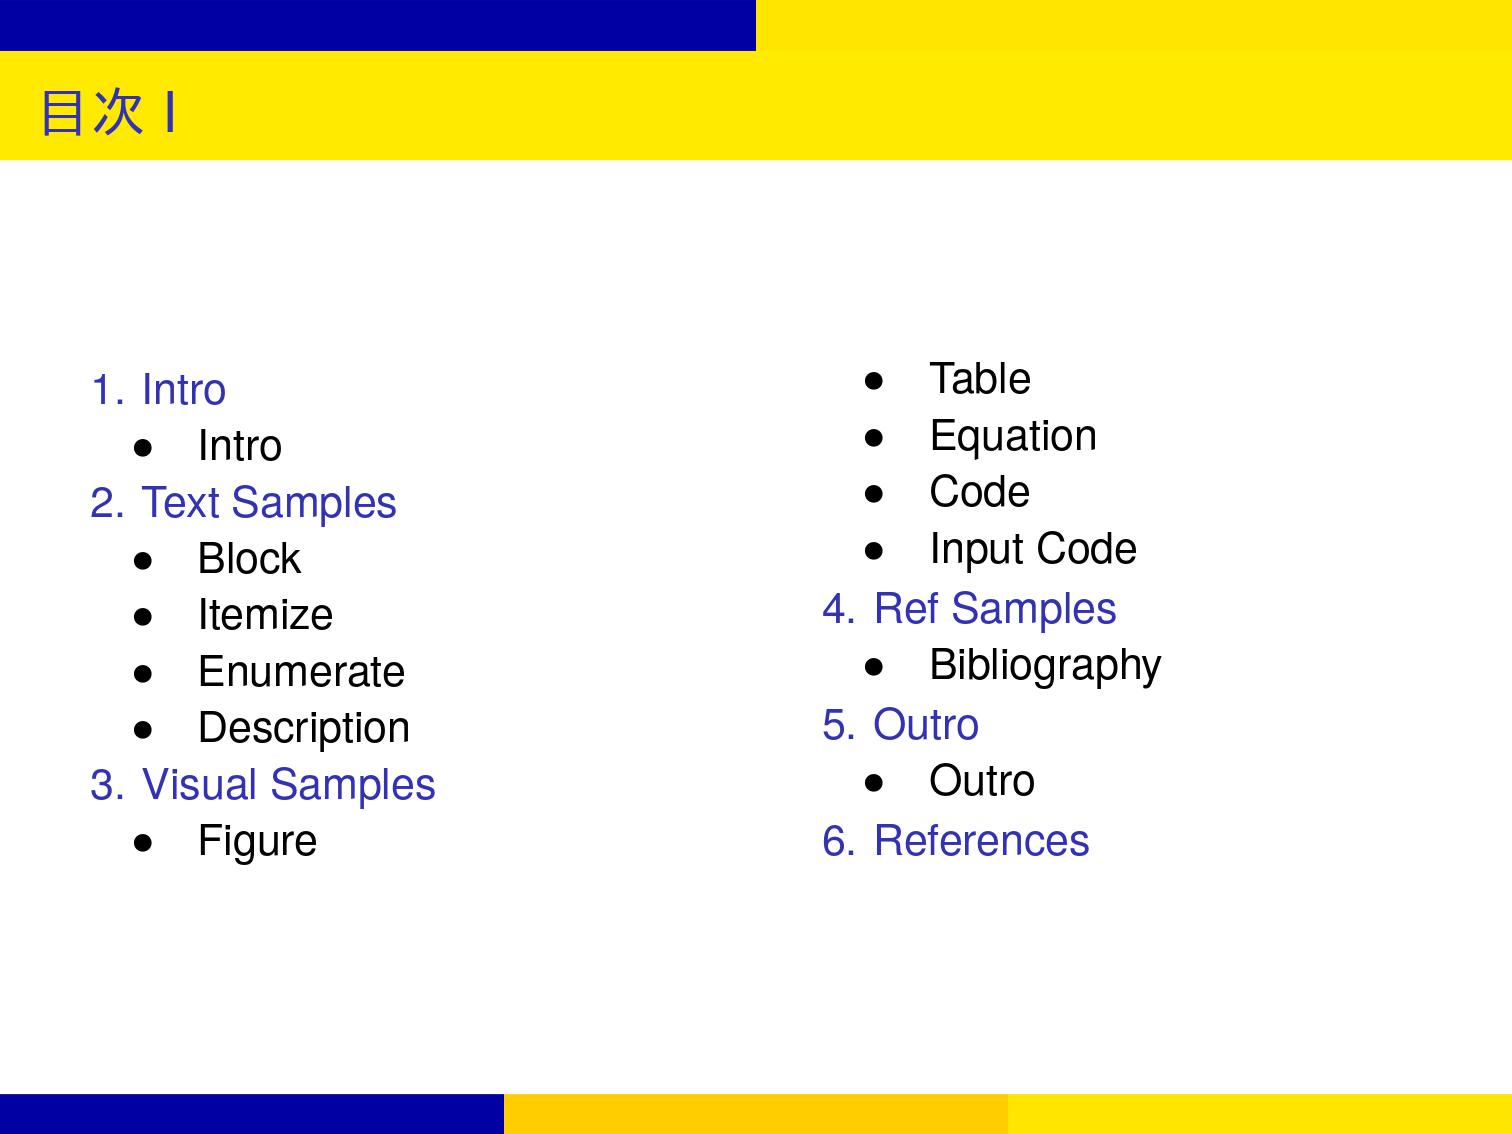 目次 I
1. Intro
● Intro
2. Text Samples
● Block
● Itemize
● Enumerate
● Description
3. Visual Samples
● Figure
● Table
● Equation
● Code
● Input Code
4. Ref Samples
● Bibliography
5. Outro
● Outro
6. References